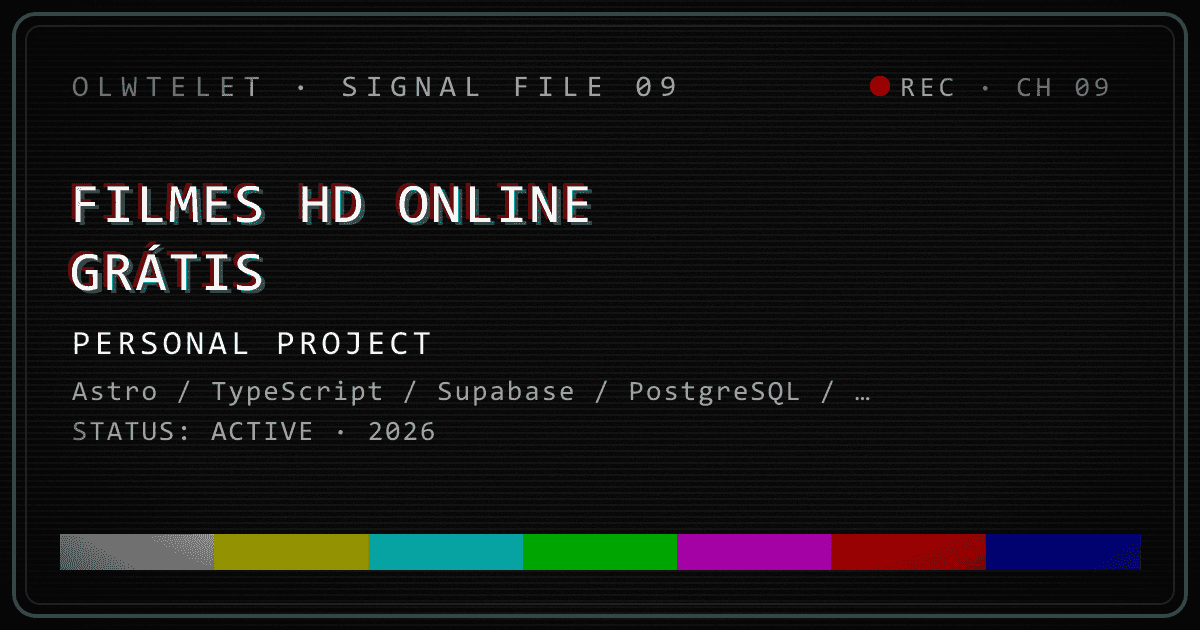 OLWTELET · SIGNAL FILE 09
REC · CH 09
FILMES HD ONLINE
GRÁTIS
PERSONAL PROJECT
Astro / TypeScript / Supabase / PostgreSQL / …
STATUS: ACTIVE · 2026